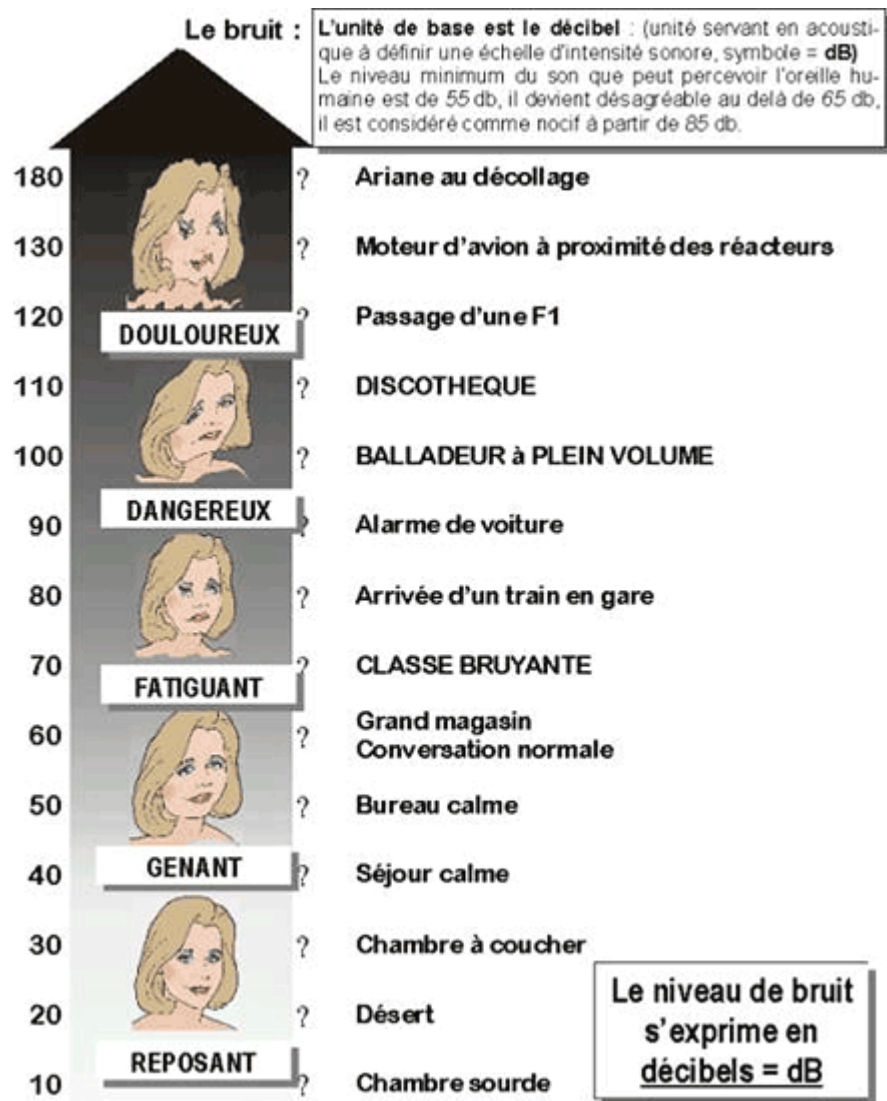 Le bruit :
L'unité de base est le décibel : (unité servant en acousti-
que à définir une échelle d'intensité sonore, symbole = dB)
Le niveau minimum du son que peut percevoir l'oreille hu-
maine est de 55 db, il devient désagréable au delà de 65 db,
il est considéré comme nocif à partir de 85 db.
180 ? Ariane au décollage
130 ? Moteur d'avion à proximité des réacteurs
120 ? Passage d'une F1
DOULOUREUX
110 ? DISCOTHEQUE
100 ? BALLADEUR à PLEIN VOLUME
DANGEREUX
90 ? Alarme de voiture
80 ? Arrivée d'un train en gare
70 ? CLASSE BRUYANTE
FATIGUANT
60 ? Grand magasin
Conversation normale
50 ? Bureau calme
GENANT
40 ? Séjour calme
30 ? Chambre à coucher
20 ? Désert
REPOSANT
10 ? Chambre sourde
Le niveau de bruit
s'exprime en
décibels = dB